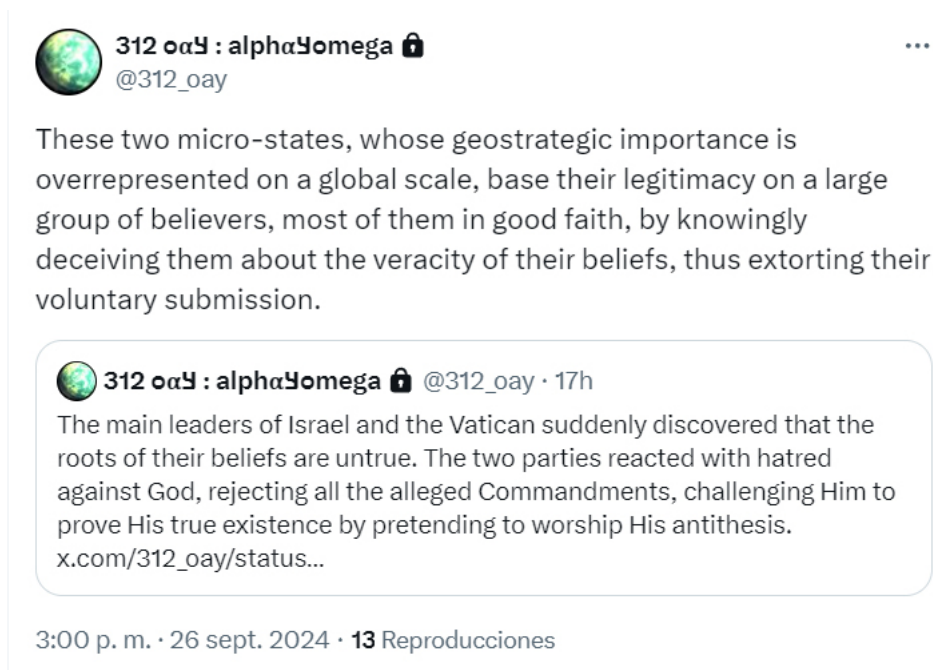 312 oαY : alphαYomega
@312_oay
These two micro-states, whose geostrategic importance is
overrepresented on a global scale, base their legitimacy on a large
group of believers, most of them in good faith, by knowingly
deceiving them about the veracity of their beliefs, thus extorting their
voluntary submission.
312 oαY : alphαYomega @312_oay · 17h
The main leaders of Israel and the Vatican suddenly discovered that the
roots of their beliefs are untrue. The two parties reacted with hatred
against God, rejecting all the alleged Commandments, challenging Him to
prove His true existence by pretending to worship His antithesis.
x.com/312_oay/status...
3:00 p. m. · 26 sept. 2024 · 13 Reproducciones